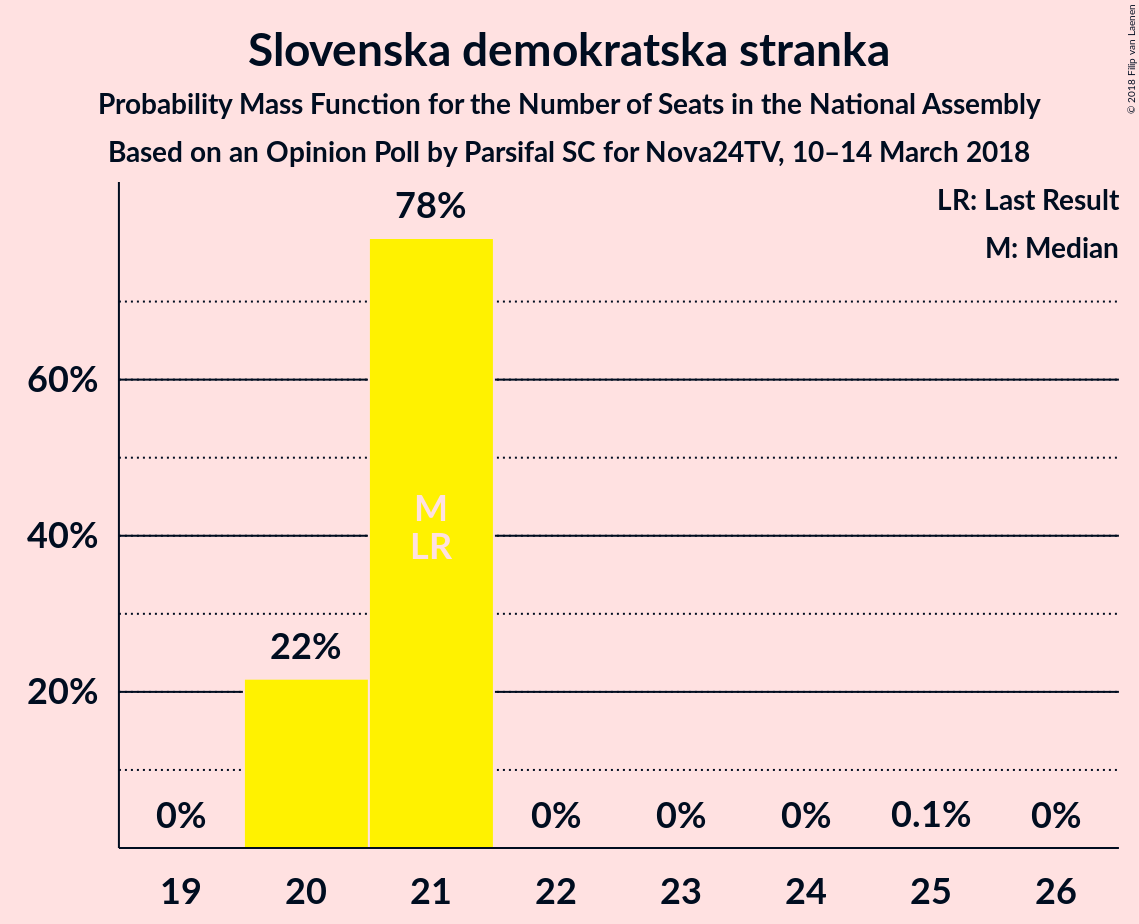 Slovenska demokratska stranka
Probability Mass Function for the Number of Seats in the National Assembly
Based on an Opinion Poll by Parsifal SC for Nova24TV, 10–14 March 2018
© 2018 Filip van Laenen
LR: Last Result
M: Median
78%
60%
M
40%
LR
22%
20%
0%
0%
0%
0%
0.1%
0%
19
20
21
22
23
24
25
26